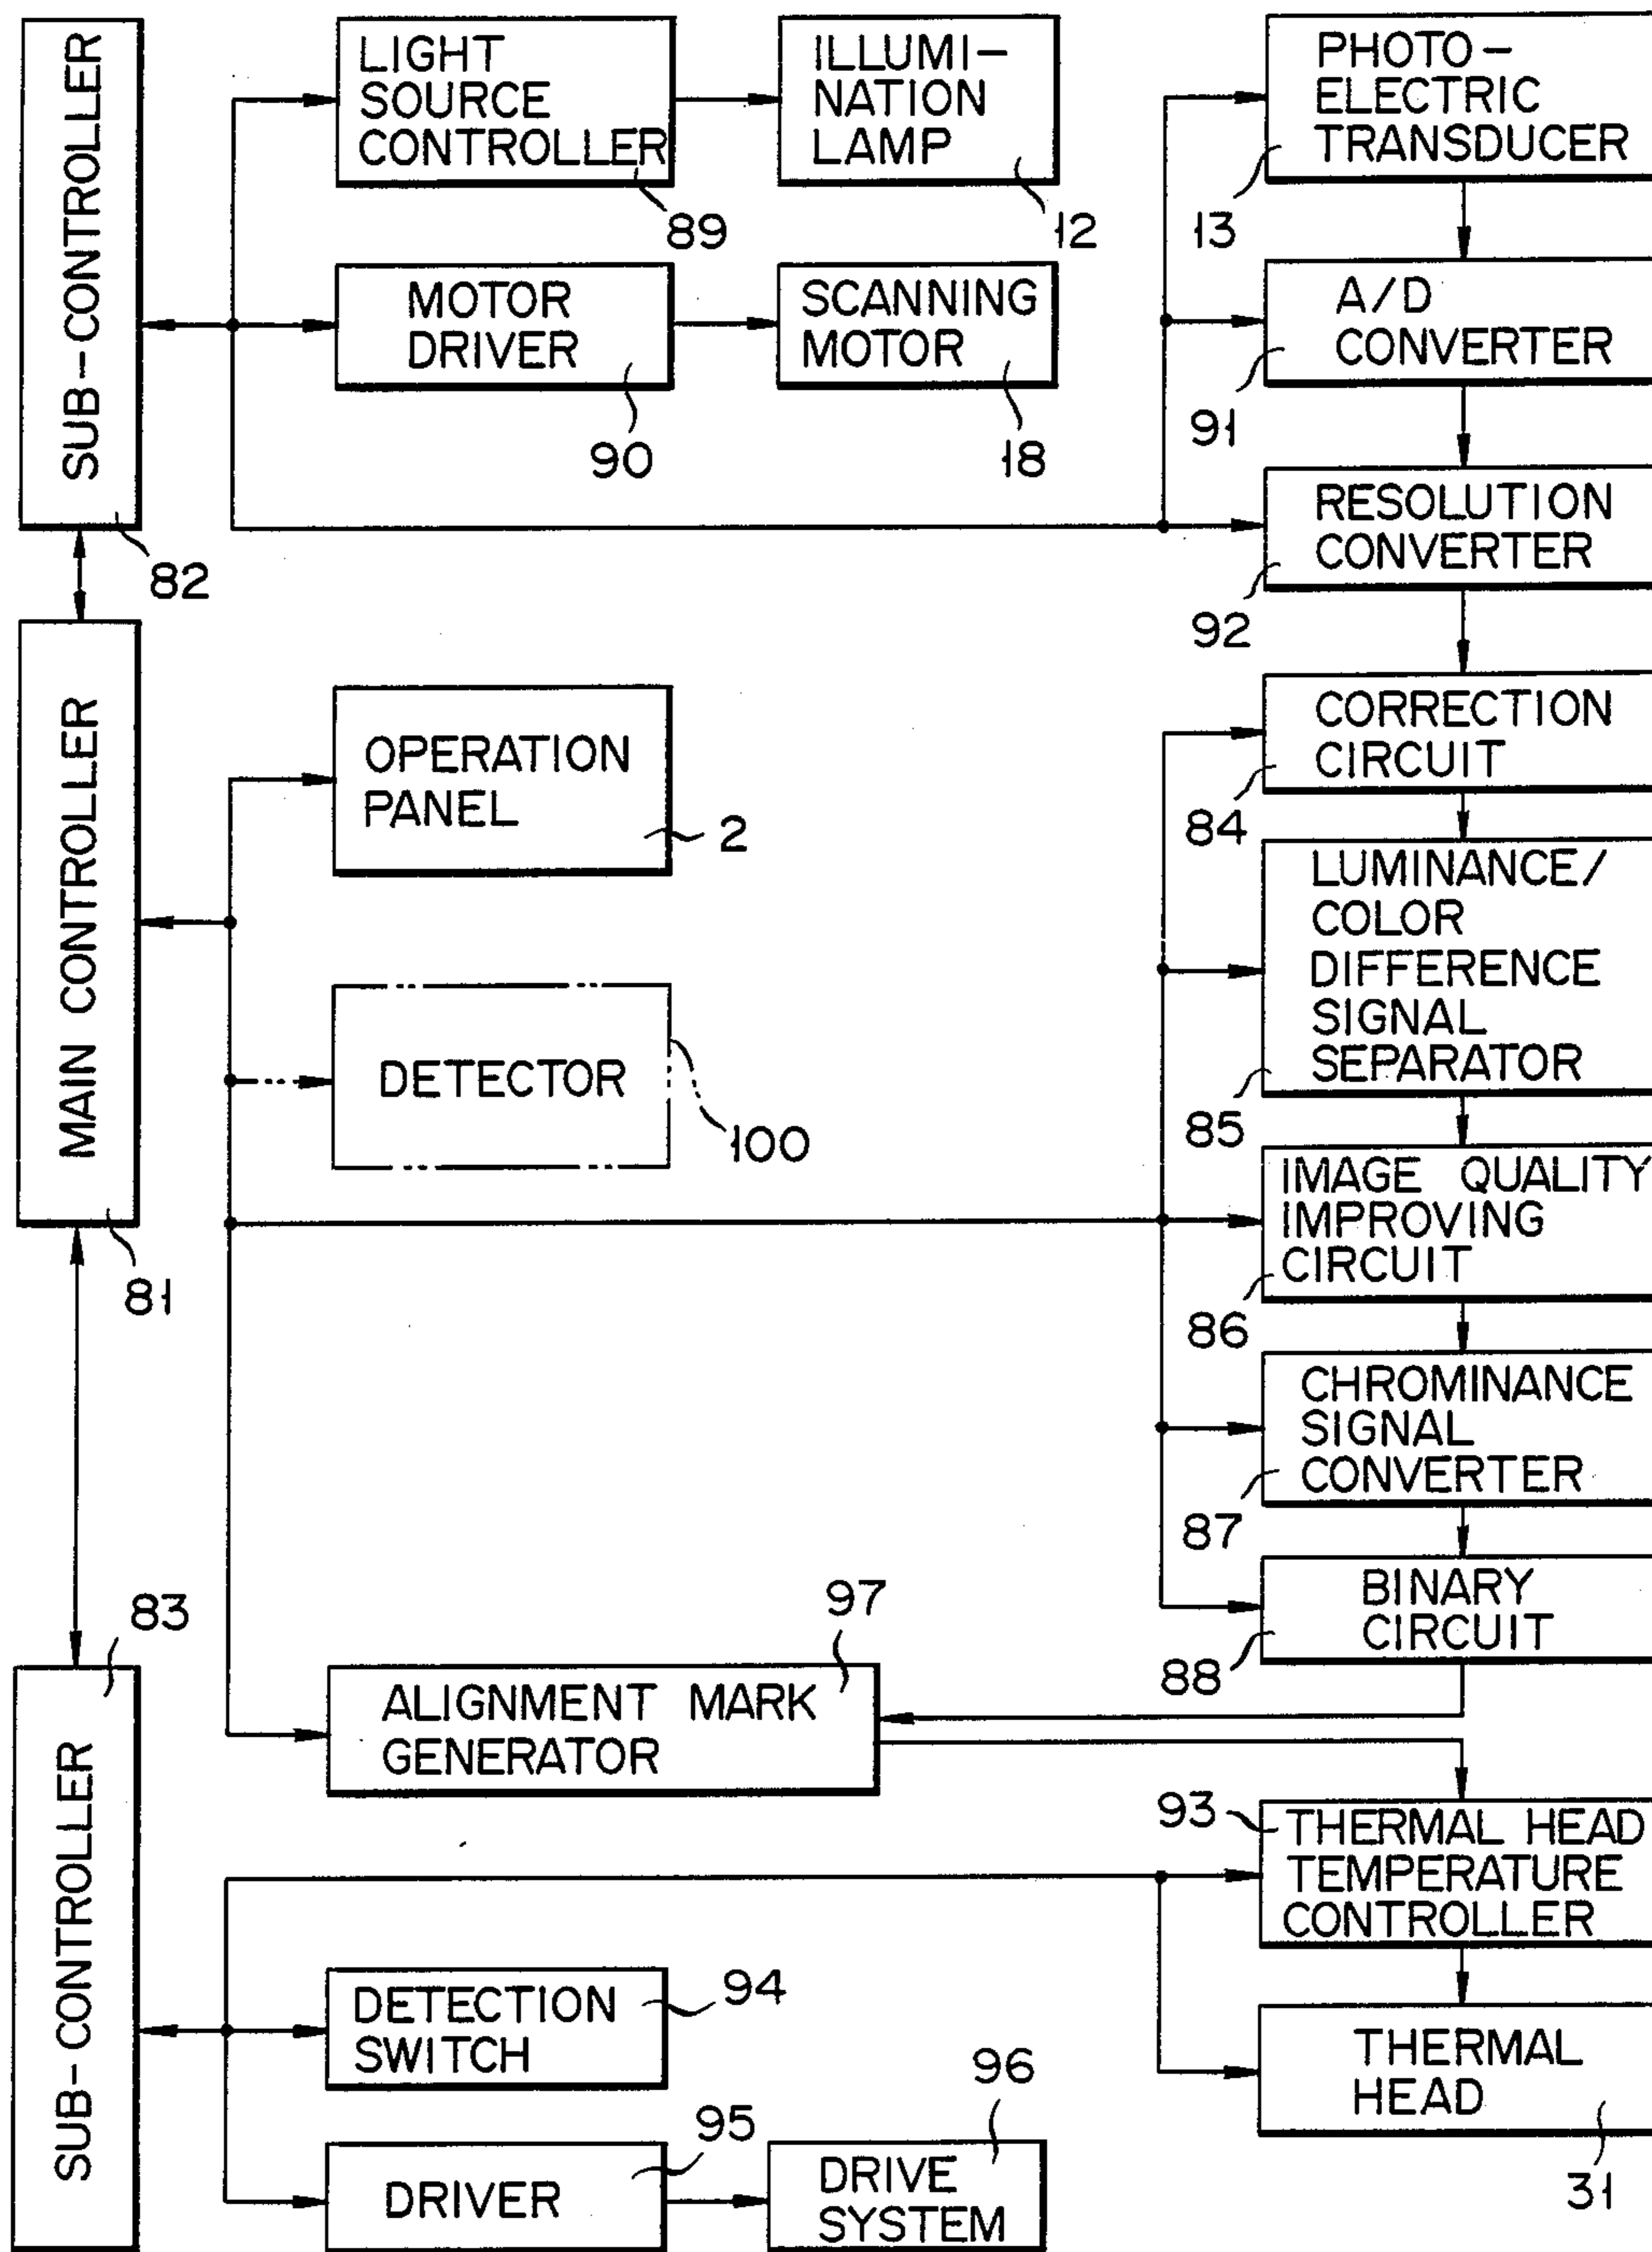 SUB-CONTROLLER
82
LIGHT
SOURCE
CONTROLLER
89
ILLUMI-
NATION
LAMP
12
MOTOR
DRIVER
90
SCANNING
MOTOR
18
PHOTO-
ELECTRIC
TRANSDUCER
13
A/D
CONVERTER
91
RESOLUTION
CONVERTER
92
MAIN CONTROLLER
81
OPERATION
PANEL
2
DETECTOR
100
CORRECTION
CIRCUIT
84
LUMINANCE/
COLOR
DIFFERENCE
SIGNAL
SEPARATOR
85
IMAGE QUALITY
IMPROVING
CIRCUIT
86
CHROMINANCE
SIGNAL
CONVERTER
87
BINARY
CIRCUIT
88
97
ALIGNMENT MARK
GENERATOR
83
SUB-CONTROLLER
93
THERMAL HEAD
TEMPERATURE
CONTROLLER
DETECTION
SWITCH
94
THERMAL
HEAD
31
DRIVER
95
DRIVE
SYSTEM
96